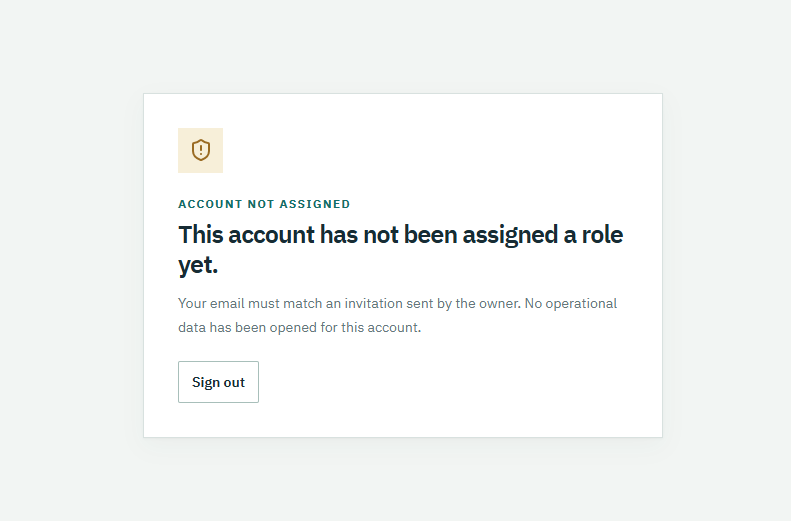 ACCOUNT NOT ASSIGNED
This account has not been assigned a role
yet.
Your email must match an invitation sent by the owner. No operational
data has been opened for this account.
Sign out